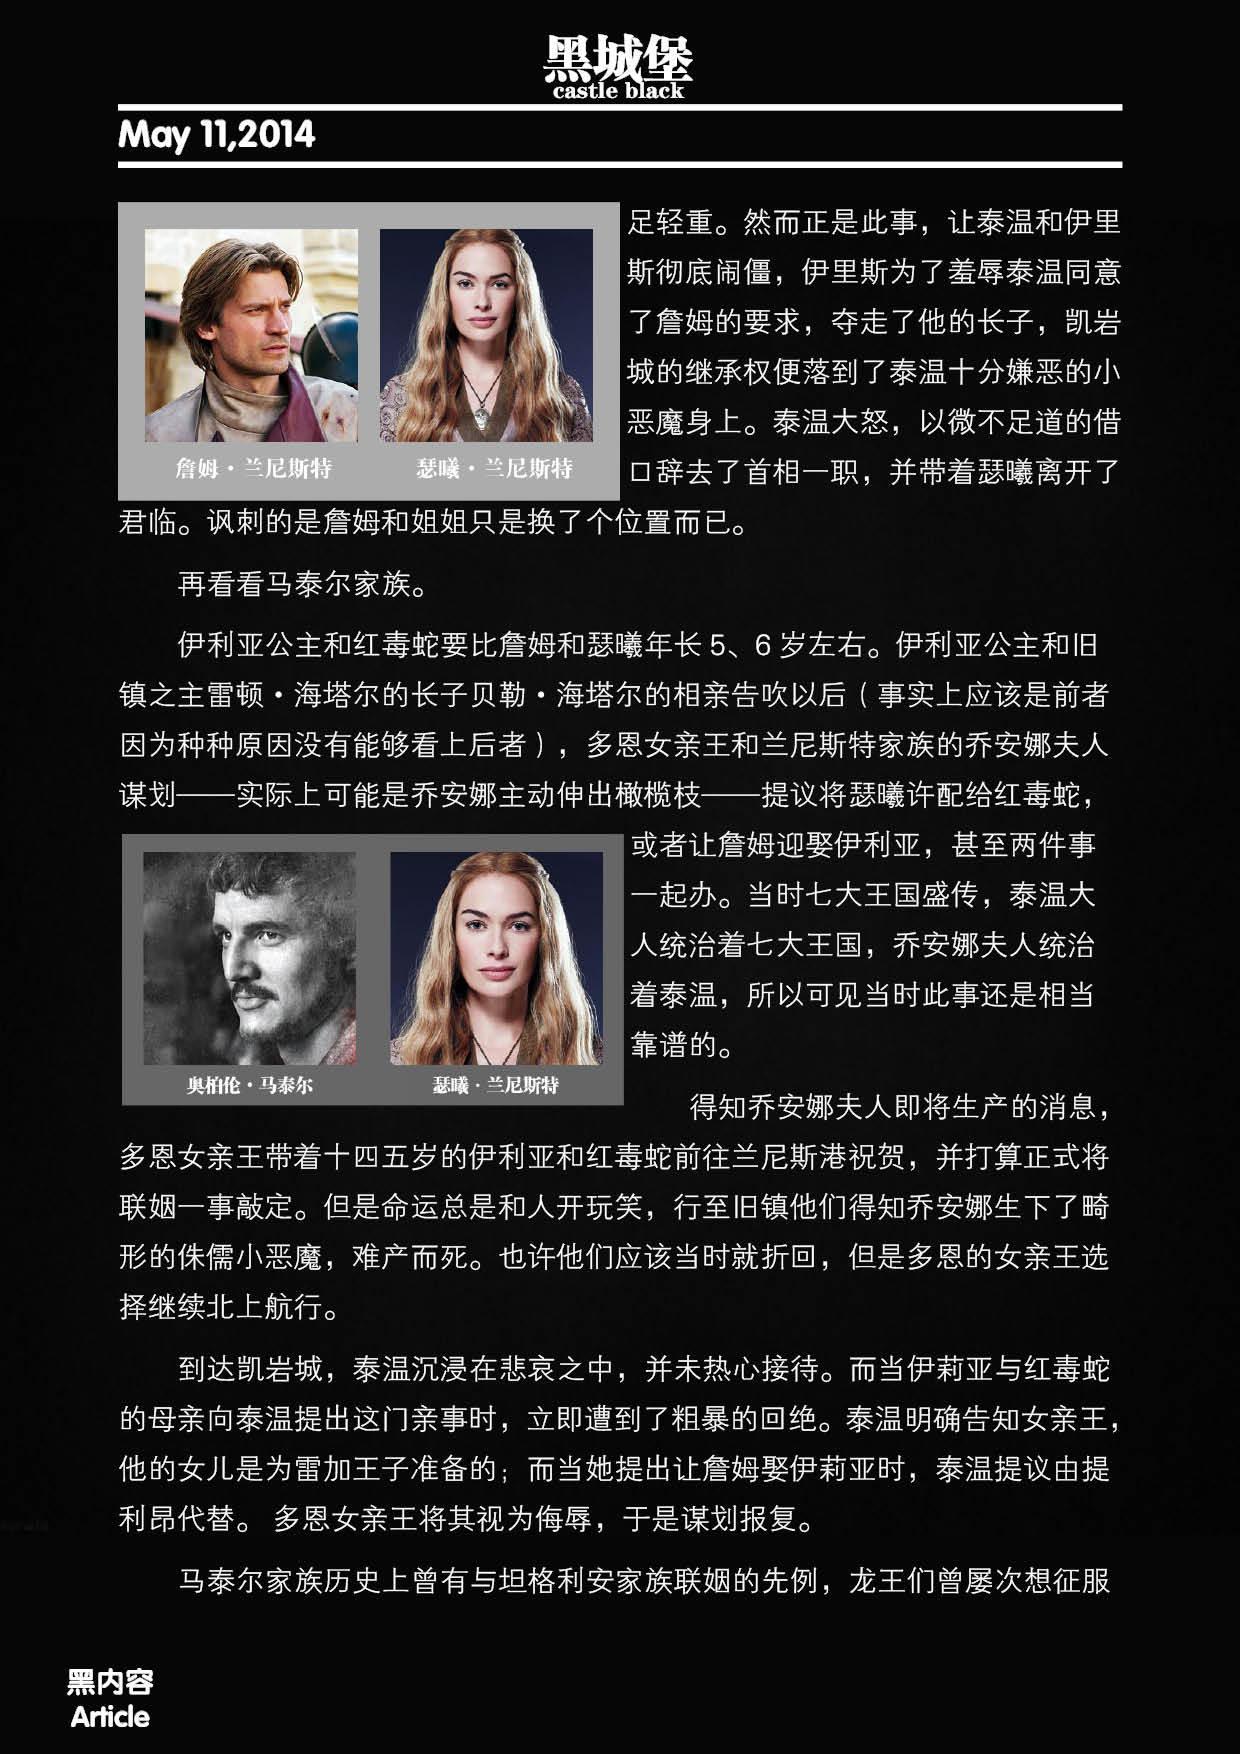 黑城堡
castle black
May 11,2014
足轻重。然而正是此事，让泰温和伊里
斯彻底闹僵，伊里斯为了羞辱泰温同意
了詹姆的要求，夺走了他的长子，凯岩
城的继承权便落到了泰温十分嫌恶的小
恶魔身上。泰温大怒，以微不足道的借
口辞去了首相一职，并带着瑟曦离开了
詹姆·兰尼斯特
瑟曦·兰尼斯特
君临。讽刺的是詹姆和姐姐只是换了个位置而已。
再看看马泰尔家族。
伊利亚公主和红毒蛇要比詹姆和瑟曦年长 5、6 岁左右。伊利亚公主和旧
镇之主雷顿·海塔尔的长子贝勒·海塔尔的相亲告吹以后（事实上应该是前者
因为种种原因没有能够看上后者），多恩女亲王和兰尼斯特家族的乔安娜夫人
谋划——实际上可能是乔安娜主动伸出橄榄枝——提议将瑟曦许配给红毒蛇，
或者让詹姆迎娶伊利亚，甚至两件事
一起办。当时七大王国盛传，泰温大
人统治着七大王国，乔安娜夫人统治
着泰温，所以可见当时此事还是相当
靠谱的。
奥柏伦·马泰尔
瑟曦·兰尼斯特
得知乔安娜夫人即将生产的消息，
多恩女亲王带着十四五岁的伊利亚和红毒蛇前往兰尼斯港祝贺，并打算正式将
联姻一事敲定。但是命运总是和人开玩笑，行至旧镇他们得知乔安娜生下了畸
形的侏儒小恶魔，难产而死。也许他们应该当时就折回，但是多恩的女亲王选
择继续北上航行。
到达凯岩城，泰温沉浸在悲哀之中，并未热心接待。而当伊莉亚与红毒蛇
的母亲向泰温提出这门亲事时，立即遭到了粗暴的回绝。泰温明确告知女亲王，
他的女儿是为雷加王子准备的；而当她提出让詹姆娶伊莉亚时，泰温提议由提
利昂代替。 多恩女亲王将其视为侮辱，于是谋划报复。
马泰尔家族历史上曾有与坦格利安家族联姻的先例，龙王们曾屡次想征服
黑内容
Article